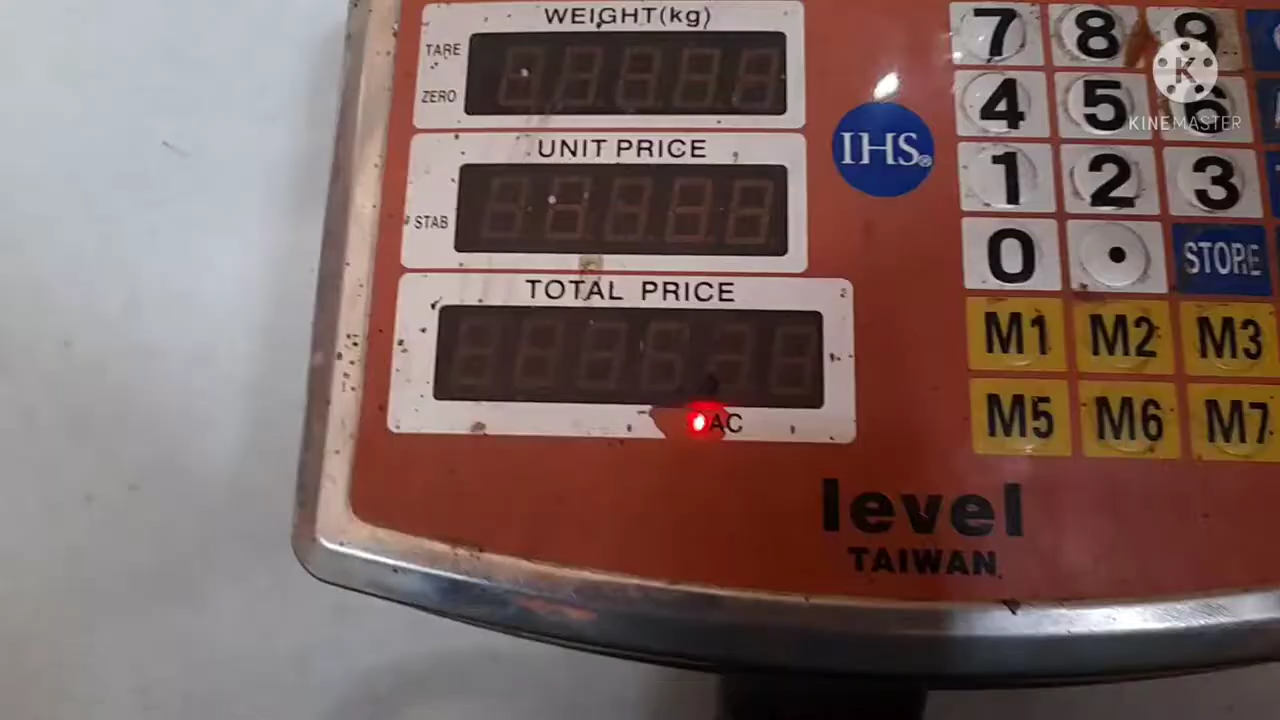 WEIGHT(kg)
TARE
ZERO
UNIT PRICE
STAB
TOTAL PRICE
AC
IHS®
7 8 9
4 5 6
1 2 3
0 • STORE
M1 M2 M3
M5 M6 M7
level
TAIWAN
K
KINEMASTER